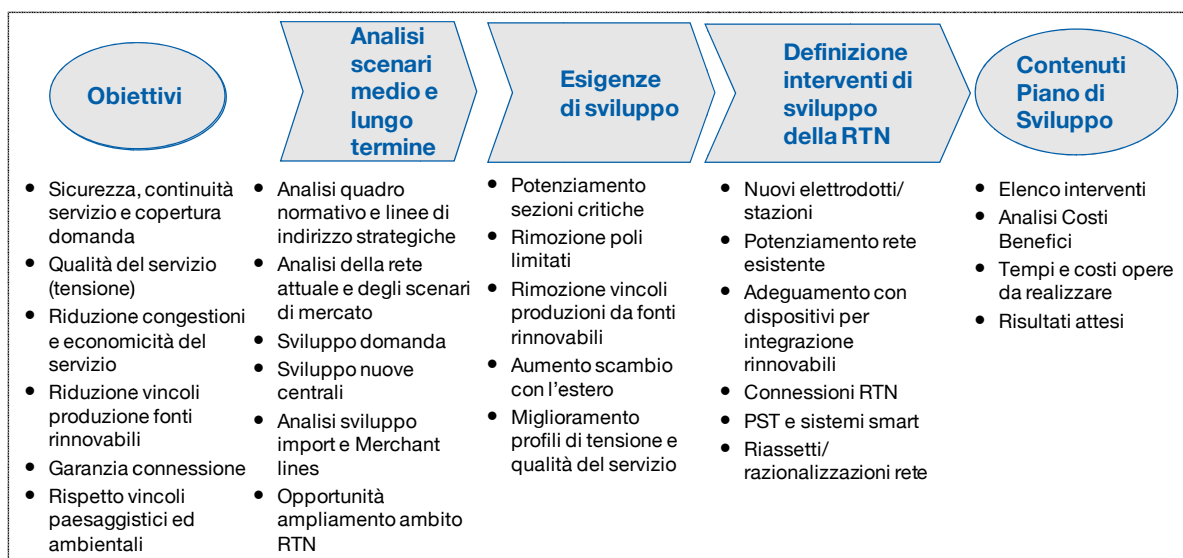 Obiettivi
Analisi
scenari
medio e
lungo
termine
Esigenze
di sviluppo
Definizione
interventi di
sviluppo
della RTN
Contenuti
Piano di
Sviluppo
• Sicurezza, continuità
servizio e copertura
domanda
• Qualità del servizio
(tensione)
• Riduzione congestioni
e economicità del
servizio
• Riduzione vincoli
produzione fonti
rinnovabili
• Garanzia connessione
• Rispetto vincoli
paesaggistici ed
ambientali
• Analisi quadro
normativo e linee di
indirizzo strategiche
• Analisi della rete
attuale e degli scenari
di mercato
• Sviluppo domanda
• Sviluppo nuove
centrali
• Analisi sviluppo
import e Merchant
lines
• Opportunità
ampliamento ambito
RTN
• Potenziamento
sezioni critiche
• Rimozione poli
limitati
• Rimozione vincoli
produzioni da fonti
rinnovabili
• Aumento scambio
con l'estero
• Miglioramento
profili di tensione e
qualità del servizio
• Nuovi elettrodotti/
stazioni
• Potenziamento rete
esistente
• Adeguamento con
dispositivi per
integrazione
rinnovabili
• Connessioni RTN
• PST e sistemi smart
• Riassetti/
razionalizzazioni rete
• Elenco interventi
• Analisi Costi
Benefici
• Tempi e costi opere
da realizzare
• Risultati attesi